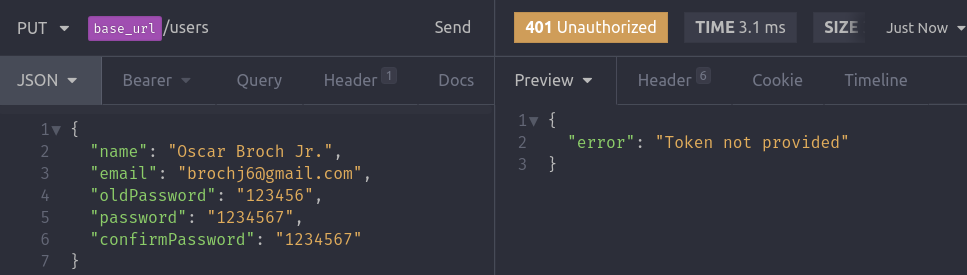 PUT base_url/users Send
401 Unauthorized TIME 3.1 ms SIZE Just Now
JSON Bearer Query Header 1 Docs
Preview Header 6 Cookie Timeline
1 {
2 "name": "Oscar Broch Jr.",
3 "email": "brochj6@gmail.com",
4 "oldPassword": "123456",
5 "password": "1234567",
6 "confirmPassword": "1234567"
7 }
1 {
2 "error": "Token not provided"
3 }